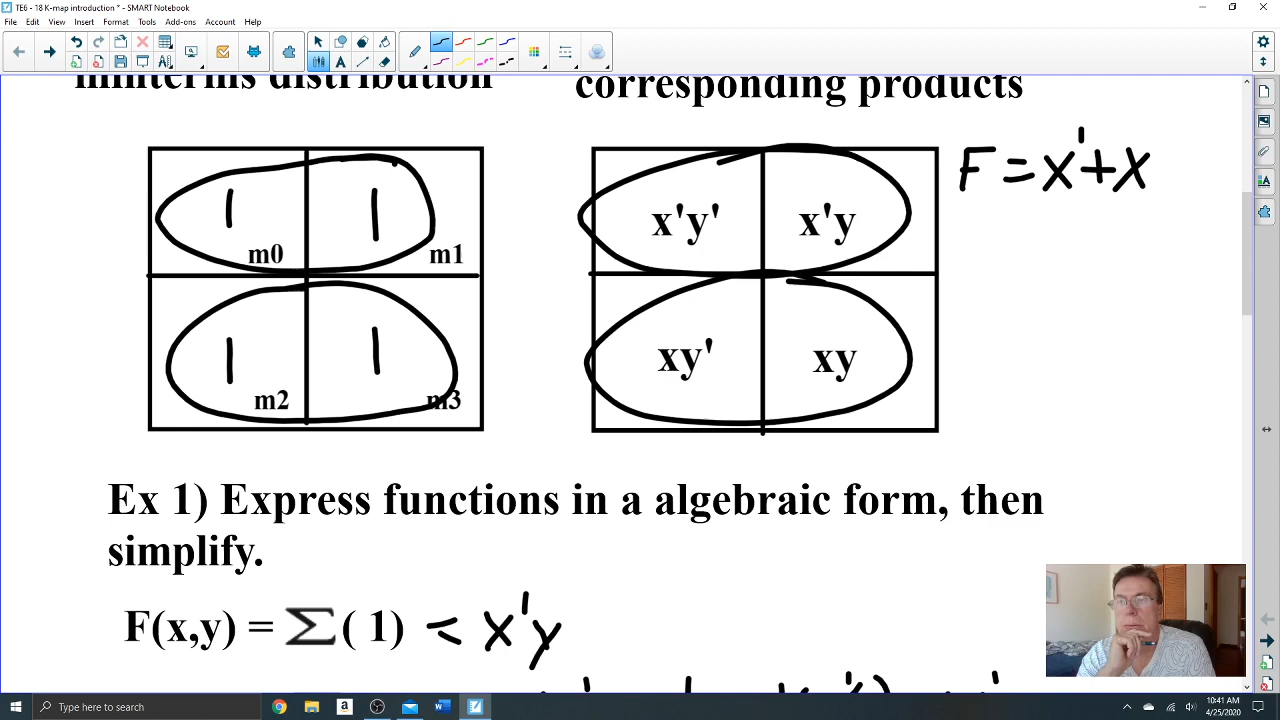 TE6 - 18 K-map introduction * - SMART Notebook
File Edit View Insert Format Tools Add-ons Account Help
minterms distribution
corresponding products
1 m0 1 m1
1 m2 1 m3
x'y' x'y
xy' xy
F = x' + x
Ex 1) Express functions in a algebraic form, then
simplify.
F(x,y) = ∑( 1) = x'y
Type here to search
10:41 AM
4/25/2020